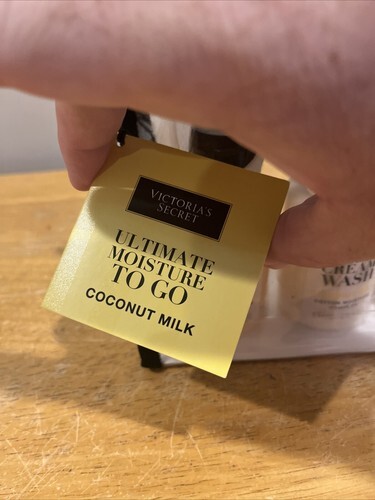 VICTORIA'S
SECRET
ULTIMATE
MOISTURE
TO GO
COCONUT MILK
CREAM
WASH